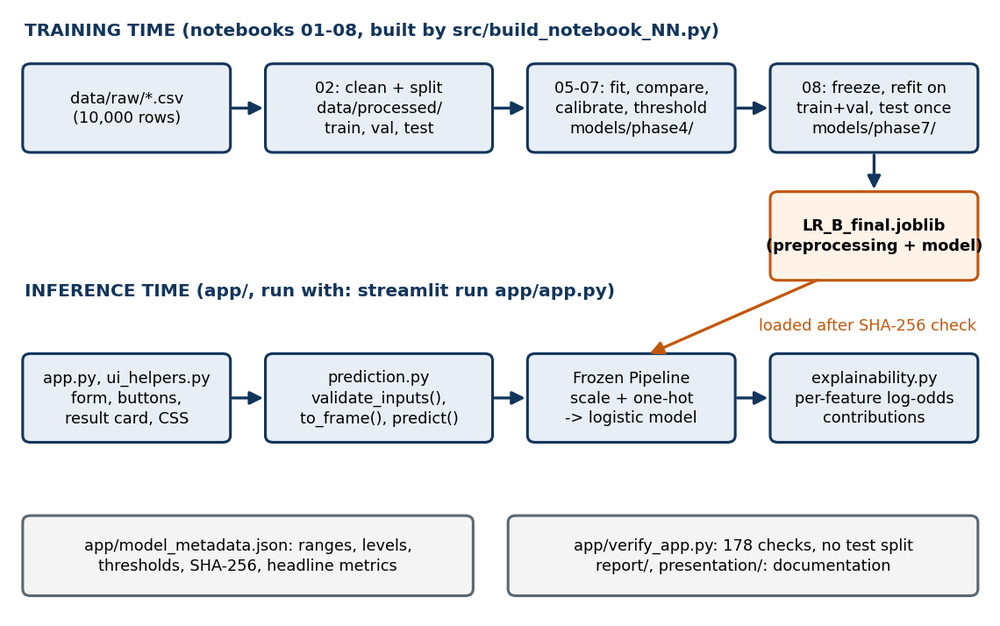 TRAINING TIME (notebooks 01-08, built by src/build_notebook_NN.py)
data/raw/*.csv
(10,000 rows)
02: clean + split
data/processed/
train, val, test
05-07: fit, compare,
calibrate, threshold
models/phase4/
08: freeze, refit on
train+val, test once
models/phase7/
LR_B_final.joblib
(preprocessing + model)
INFERENCE TIME (app/, run with: streamlit run app/app.py)
loaded after SHA-256 check
app.py, ui_helpers.py
form, buttons,
result card, CSS
prediction.py
validate_inputs(),
to_frame(), predict()
Frozen Pipeline
scale + one-hot
-> logistic model
explainability.py
per-feature log-odds
contributions
app/model_metadata.json: ranges, levels,
thresholds, SHA-256, headline metrics
app/verify_app.py: 178 checks, no test split
report/, presentation/: documentation